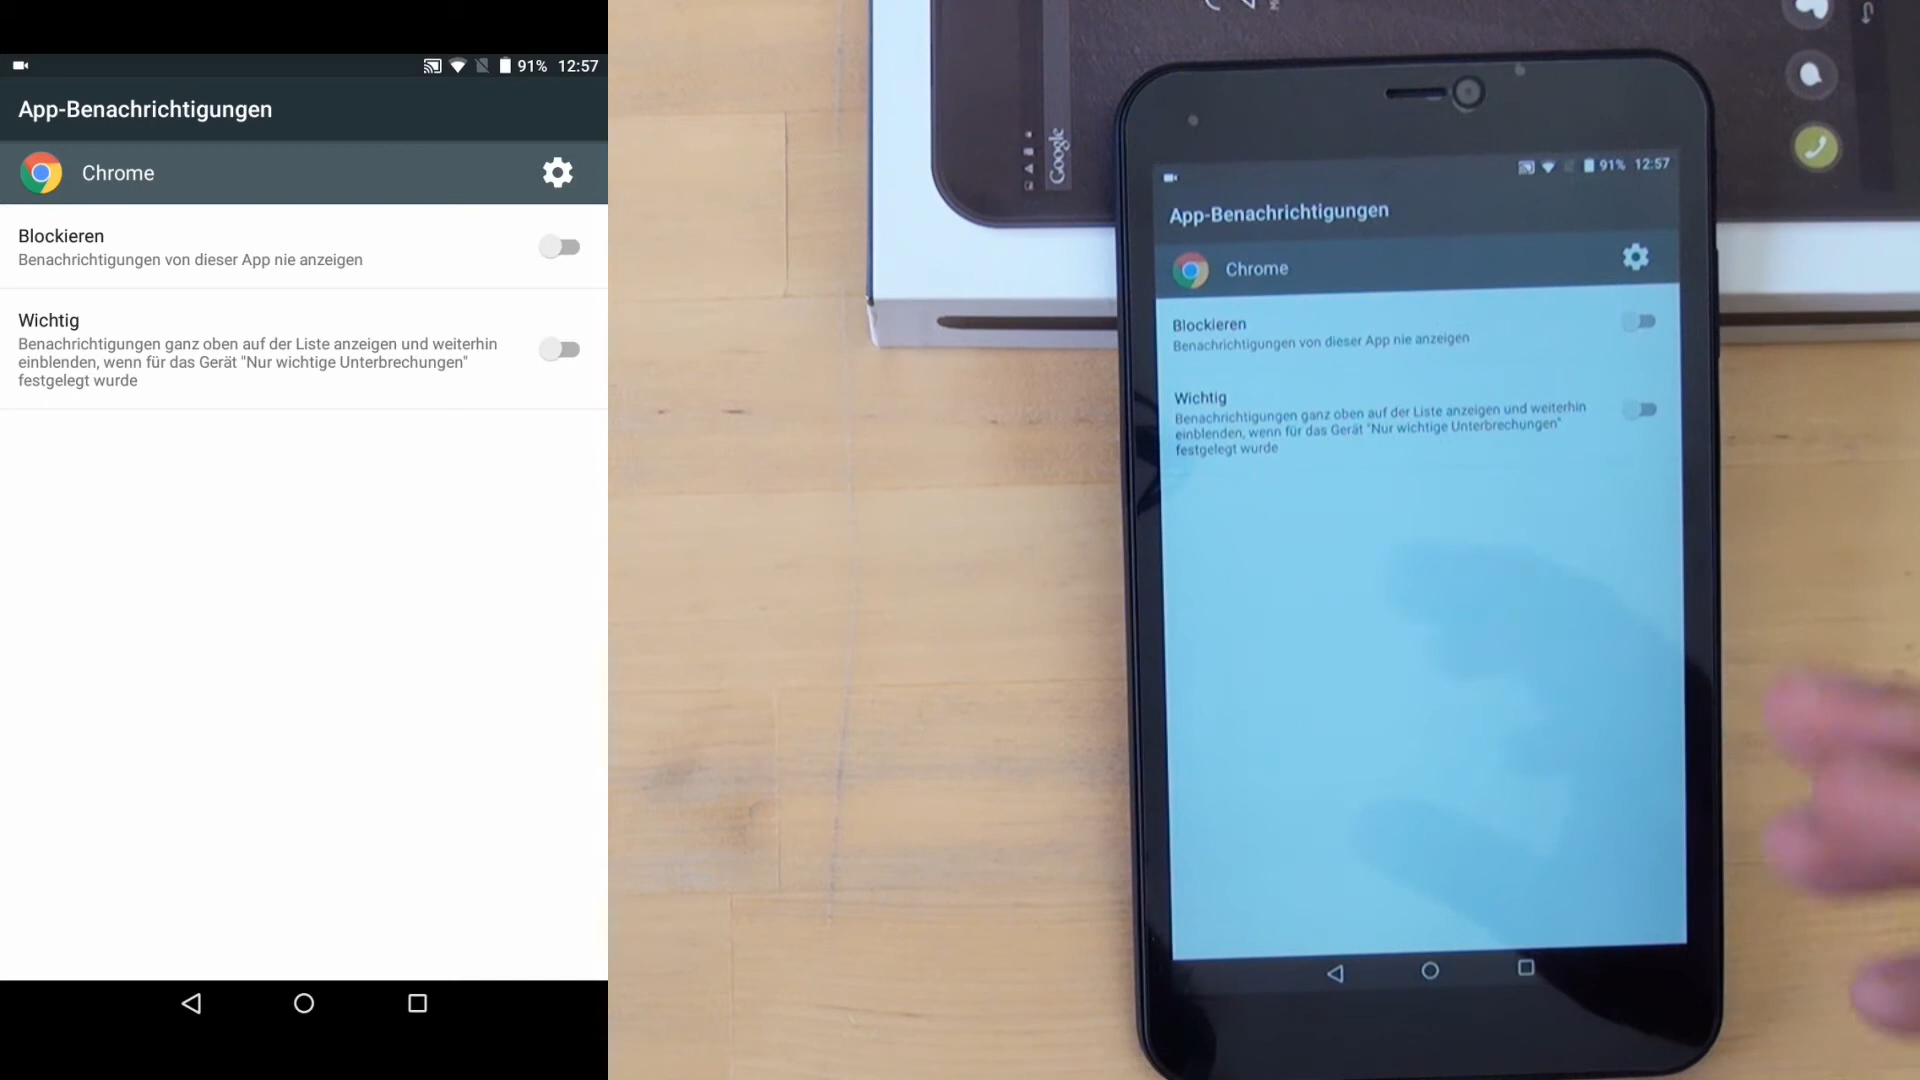 91% 12:57
App-Benachrichtigungen
Chrome
Blockieren
Benachrichtigungen von dieser App nie anzeigen
Wichtig
Benachrichtigungen ganz oben auf der Liste anzeigen und weiterhin
einblenden, wenn für das Gerät "Nur wichtige Unterbrechungen"
festgelegt wurde
Google
91% 12:57
App-Benachrichtigungen
Chrome
Blockieren
Benachrichtigungen von dieser App nie anzeigen
Wichtig
Benachrichtigungen ganz oben auf der Liste anzeigen und weiterhin
einblenden, wenn für das Gerät "Nur wichtige Unterbrechungen"
festgelegt wurde